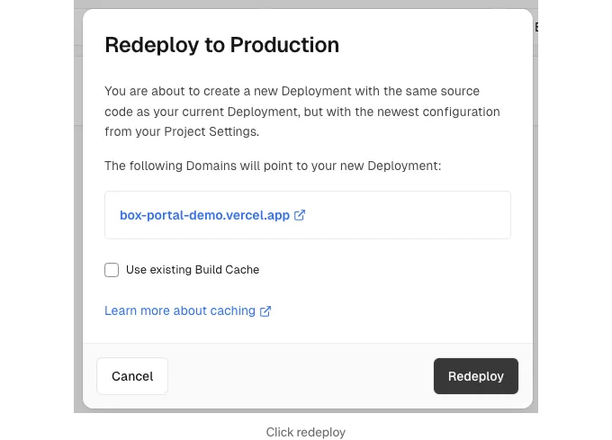 Redeploy to Production
You are about to create a new Deployment with the same source
code as your current Deployment, but with the newest configuration
from your Project Settings.
The following Domains will point to your new Deployment:
box-portal-demo.vercel.app
Use existing Build Cache
Learn more about caching
Cancel
Redeploy
Click redeploy